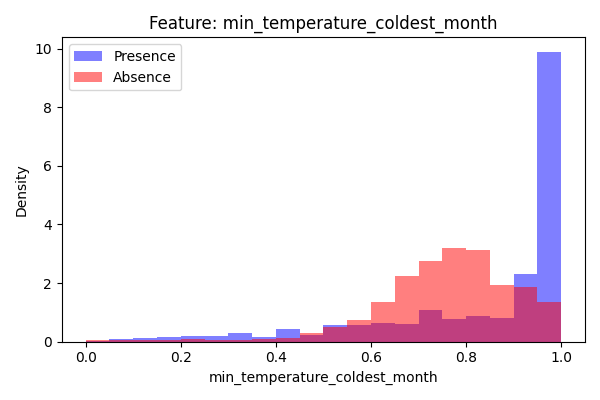 Feature: min_temperature_coldest_month
Presence
Absence
Density
10
8
6
4
2
0
0.0 0.2 0.4 0.6 0.8 1.0
min_temperature_coldest_month